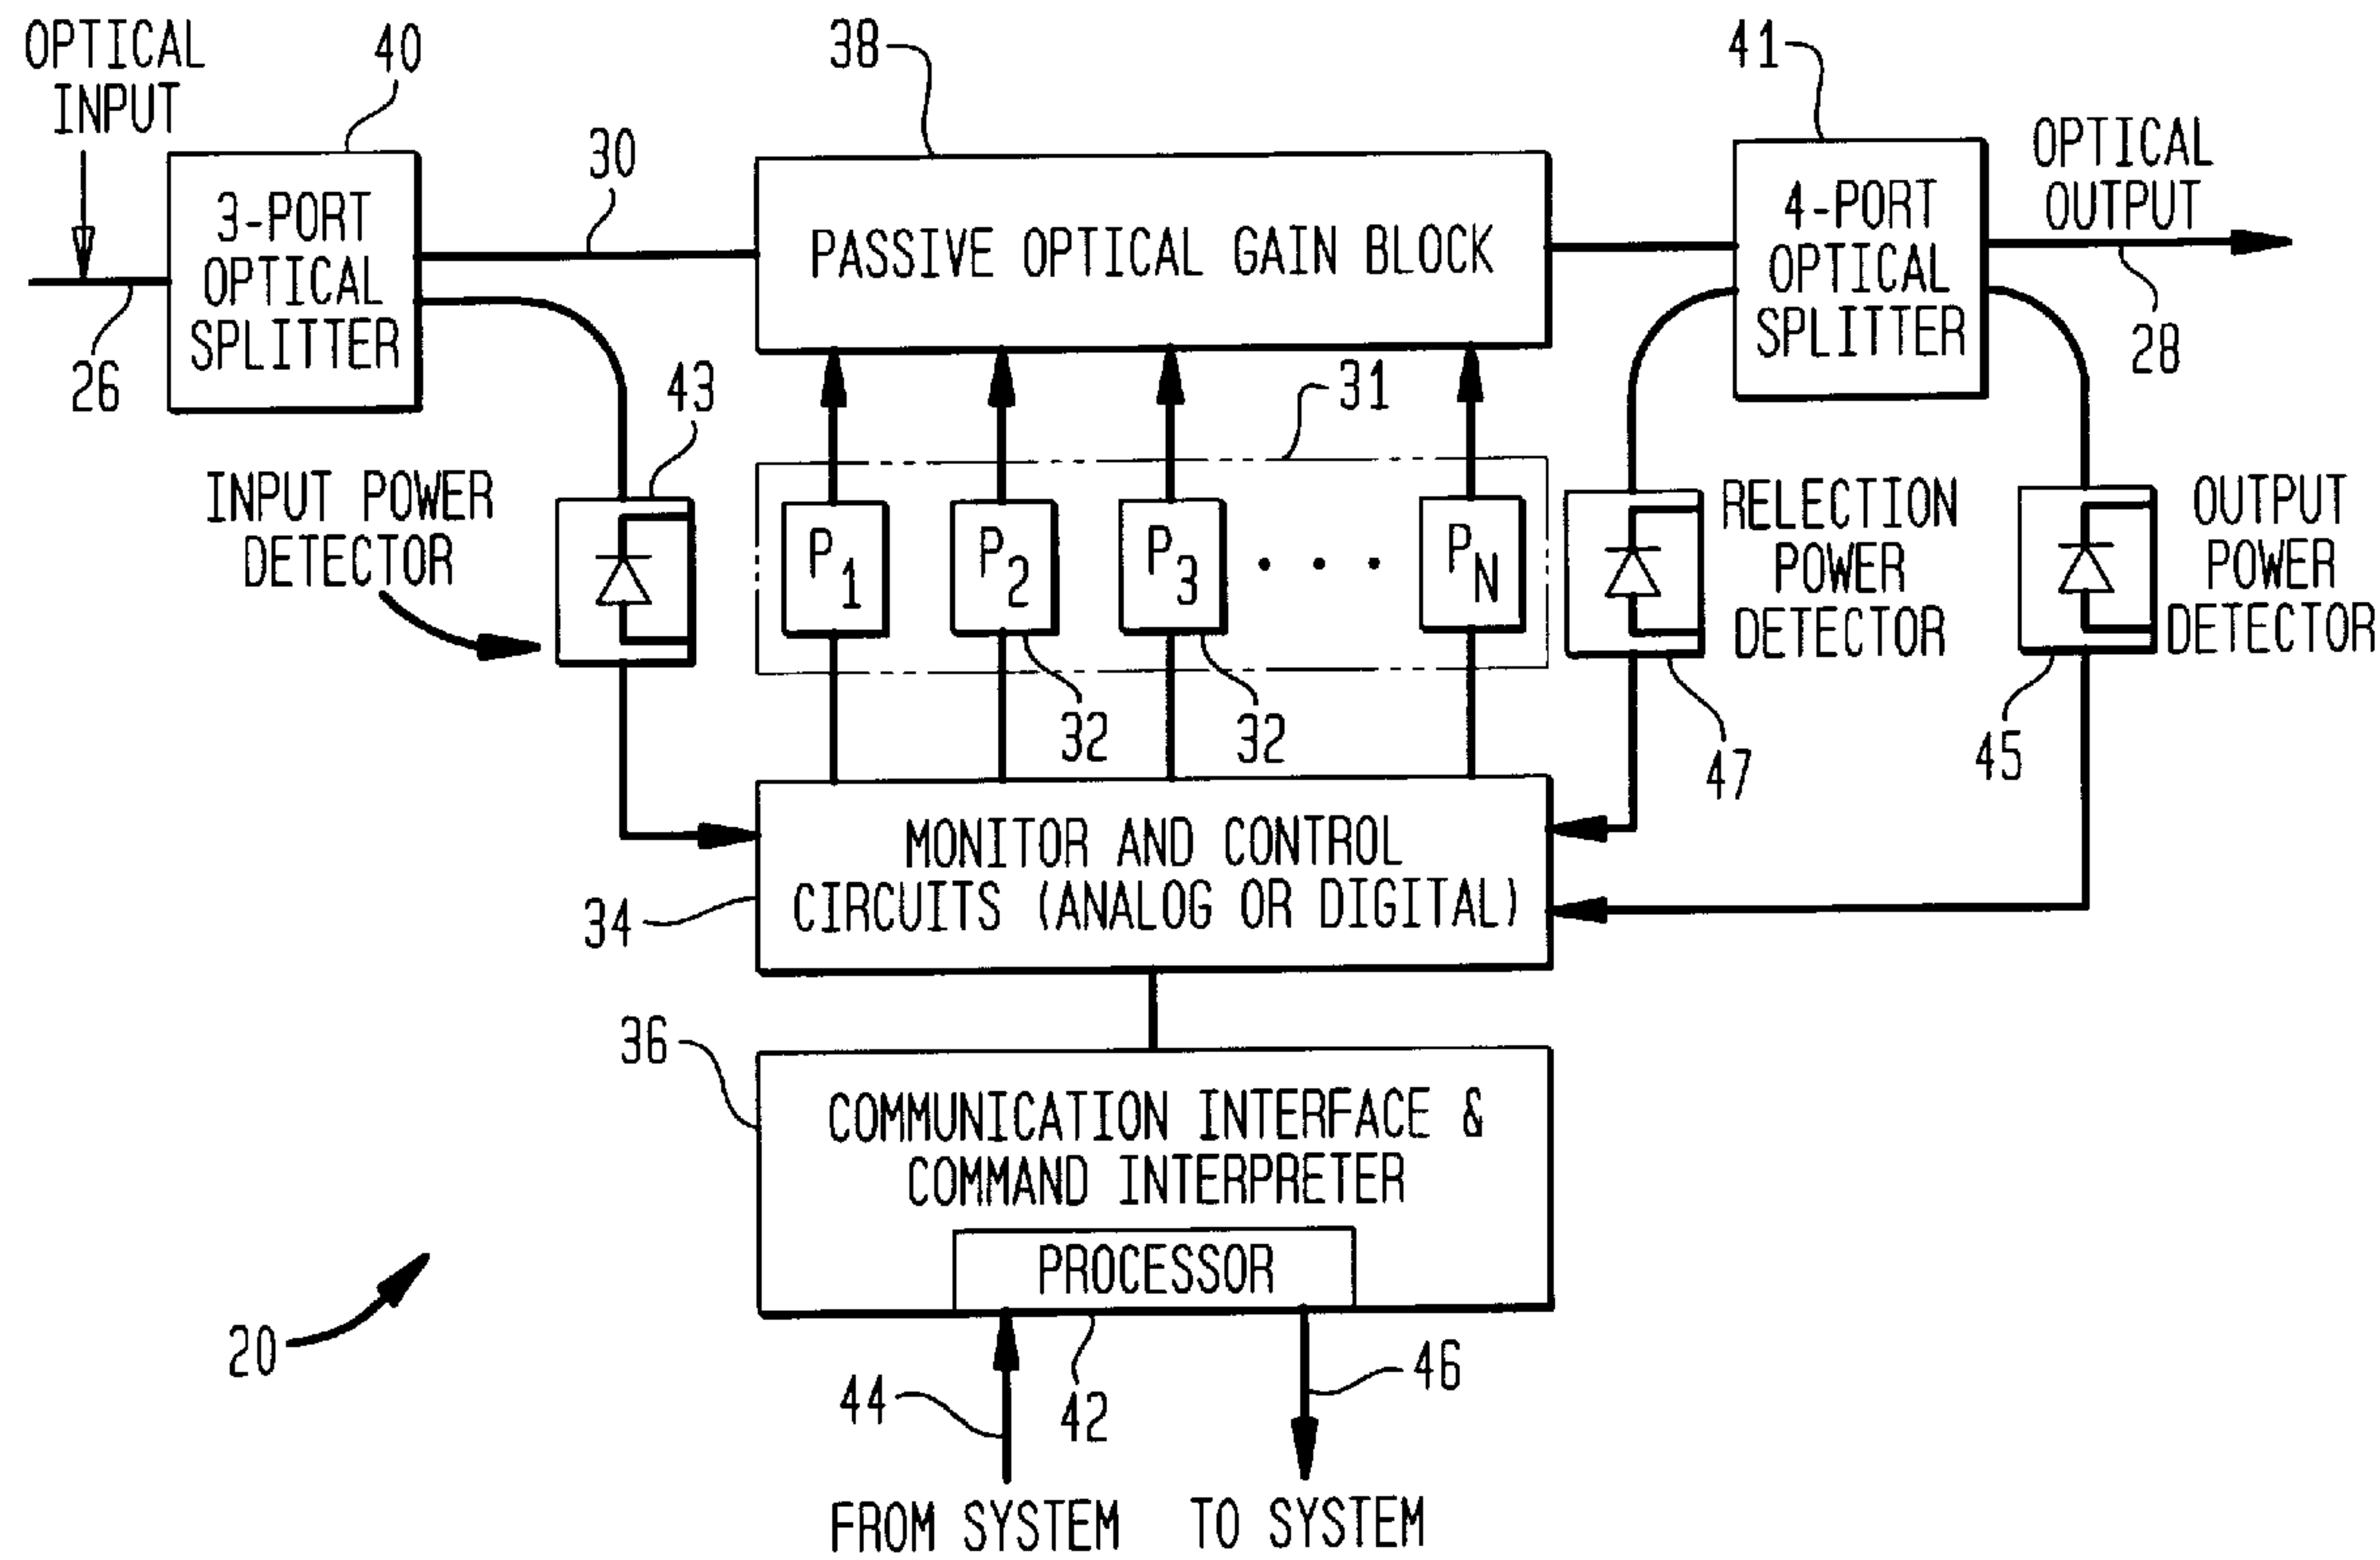 OPTICAL
INPUT
40
38
41
30
3-PORT
OPTICAL
SPLITTER
PASSIVE OPTICAL GAIN BLOCK
4-PORT
OPTICAL
SPLITTER
OPTICAL
OUTPUT
26
28
43
31
INPUT POWER
DETECTOR
P1
P2
P3
. . .
PN
RELECTION
POWER
DETECTOR
OUTPUT
POWER
DETECTOR
32
32
47
45
MONITOR AND CONTROL
CIRCUITS (ANALOG OR DIGITAL)
34
36
COMMUNICATION INTERFACE &
COMMAND INTERPRETER
PROCESSOR
20
44
42
46
FROM SYSTEM
TO SYSTEM